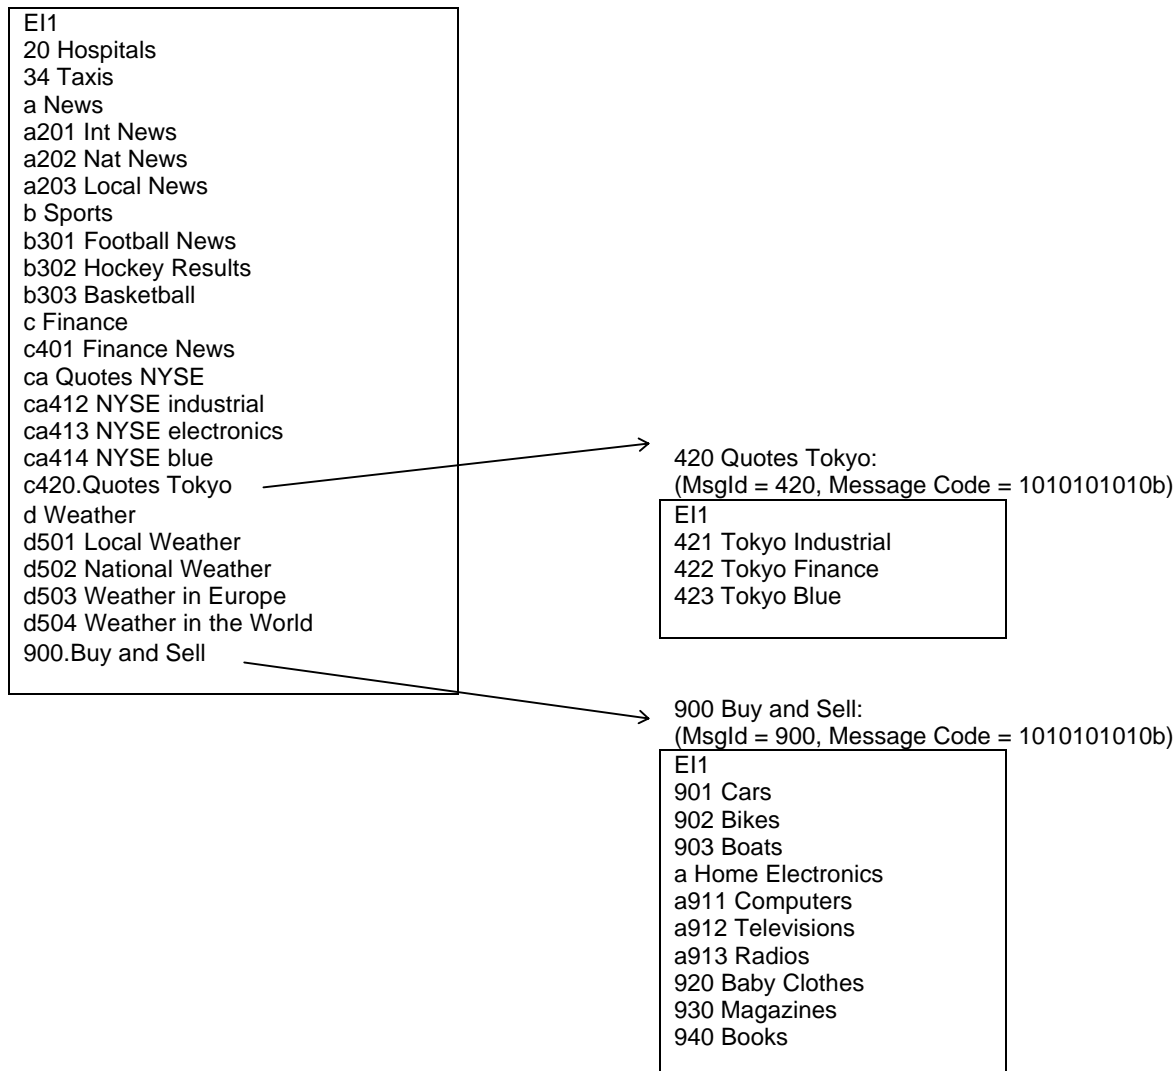 EI1
20 Hospitals
34 Taxis
a News
a201 Int News
a202 Nat News
a203 Local News
b Sports
b301 Football News
b302 Hockey Results
b303 Basketball
c Finance
c401 Finance News
ca Quotes NYSE
ca412 NYSE industrial
ca413 NYSE electronics
ca414 NYSE blue
c420.Quotes Tokyo
d Weather
d501 Local Weather
d502 National Weather
d503 Weather in Europe
d504 Weather in the World
900.Buy and Sell
420 Quotes Tokyo:
(MsgId = 420, Message Code = 1010101010b)
EI1
421 Tokyo Industrial
422 Tokyo Finance
423 Tokyo Blue
900 Buy and Sell:
(MsgId = 900, Message Code = 1010101010b)
EI1
901 Cars
902 Bikes
903 Boats
a Home Electronics
a911 Computers
a912 Televisions
a913 Radios
920 Baby Clothes
930 Magazines
940 Books